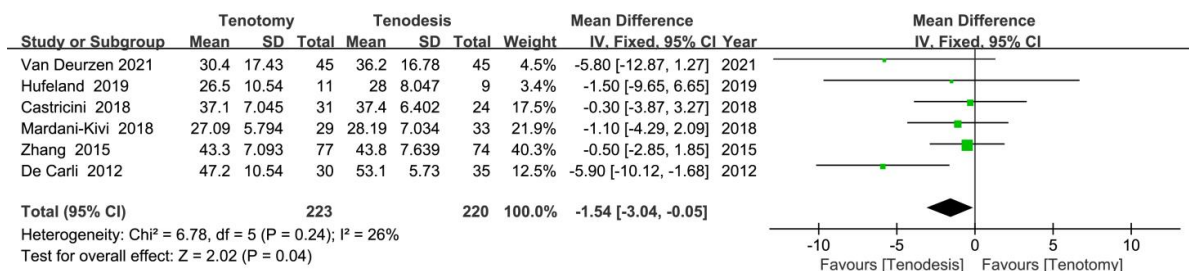 Tenotomy Tenodesis Mean Difference Mean Difference
Study or Subgroup Mean SD Total Mean SD Total Weight IV, Fixed, 95% CI Year IV, Fixed, 95% CI
Van Deurzen 2021 30.4 17.43 45 36.2 16.78 45 4.5% -5.80 [-12.87, 1.27] 2021
Hufeland 2019 26.5 10.54 11 28 8.047 9 3.4% -1.50 [-9.65, 6.65] 2019
Castricini 2018 37.1 7.045 31 37.4 6.402 24 17.5% -0.30 [-3.87, 3.27] 2018
Mardani-Kivi 2018 27.09 5.794 29 28.19 7.034 33 21.9% -1.10 [-4.29, 2.09] 2018
Zhang 2015 43.3 7.093 77 43.8 7.639 74 40.3% -0.50 [-2.85, 1.85] 2015
De Carli 2012 47.2 10.54 30 53.1 5.73 35 12.5% -5.90 [-10.12, -1.68] 2012
Total (95% CI) 223 220 100.0% -1.54 [-3.04, -0.05]
Heterogeneity: Chi² = 6.78, df = 5 (P = 0.24); I² = 26%
Test for overall effect: Z = 2.02 (P = 0.04)
-10 -5 0 5 10
Favours [Tenodesis] Favours [Tenotomy]